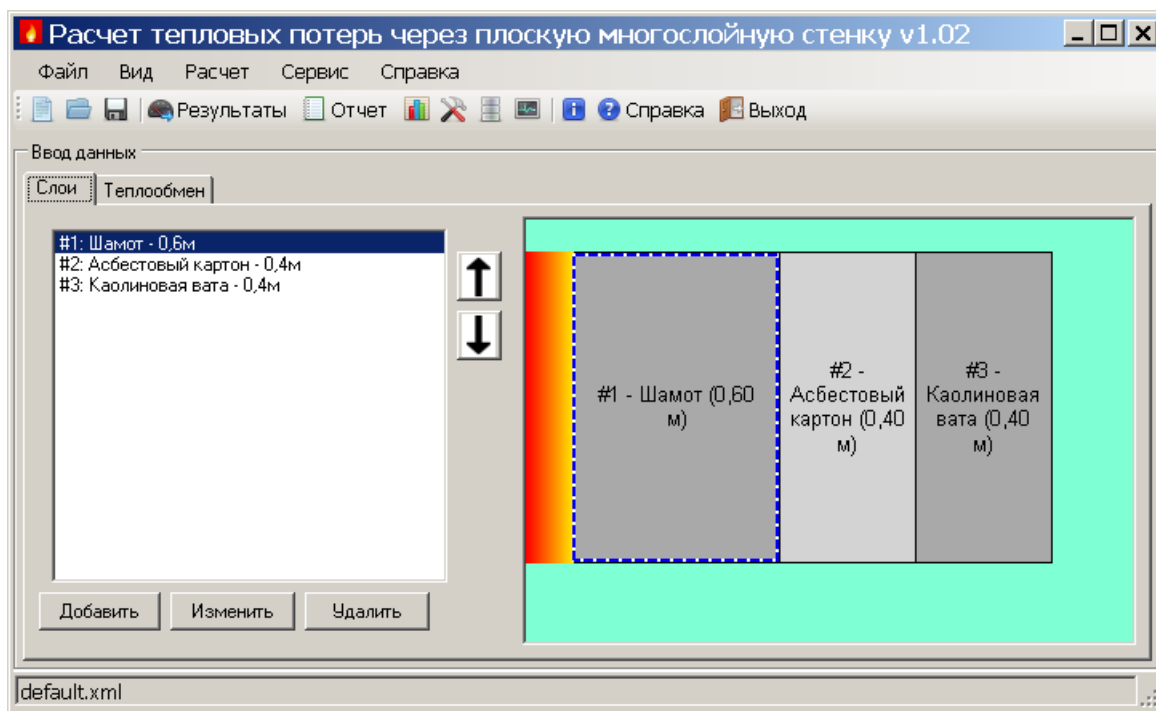 Расчет тепловых потерь через плоскую многослойную стенку v1.02
Файл Вид Расчет Сервис Справка
Результаты Отчет Справка Выход
Ввод данных
Слои Теплообмен
#1: Шамот - 0,6м
#2: Асбестовый картон - 0,4м
#3: Каолиновая вата - 0,4м
#1 - Шамот (0,60
м)
#2 -
Асбестовый
картон (0,40
м)
#3 -
Каолиновая
вата (0,40
м)
Добавить Изменить Удалить
default.xml